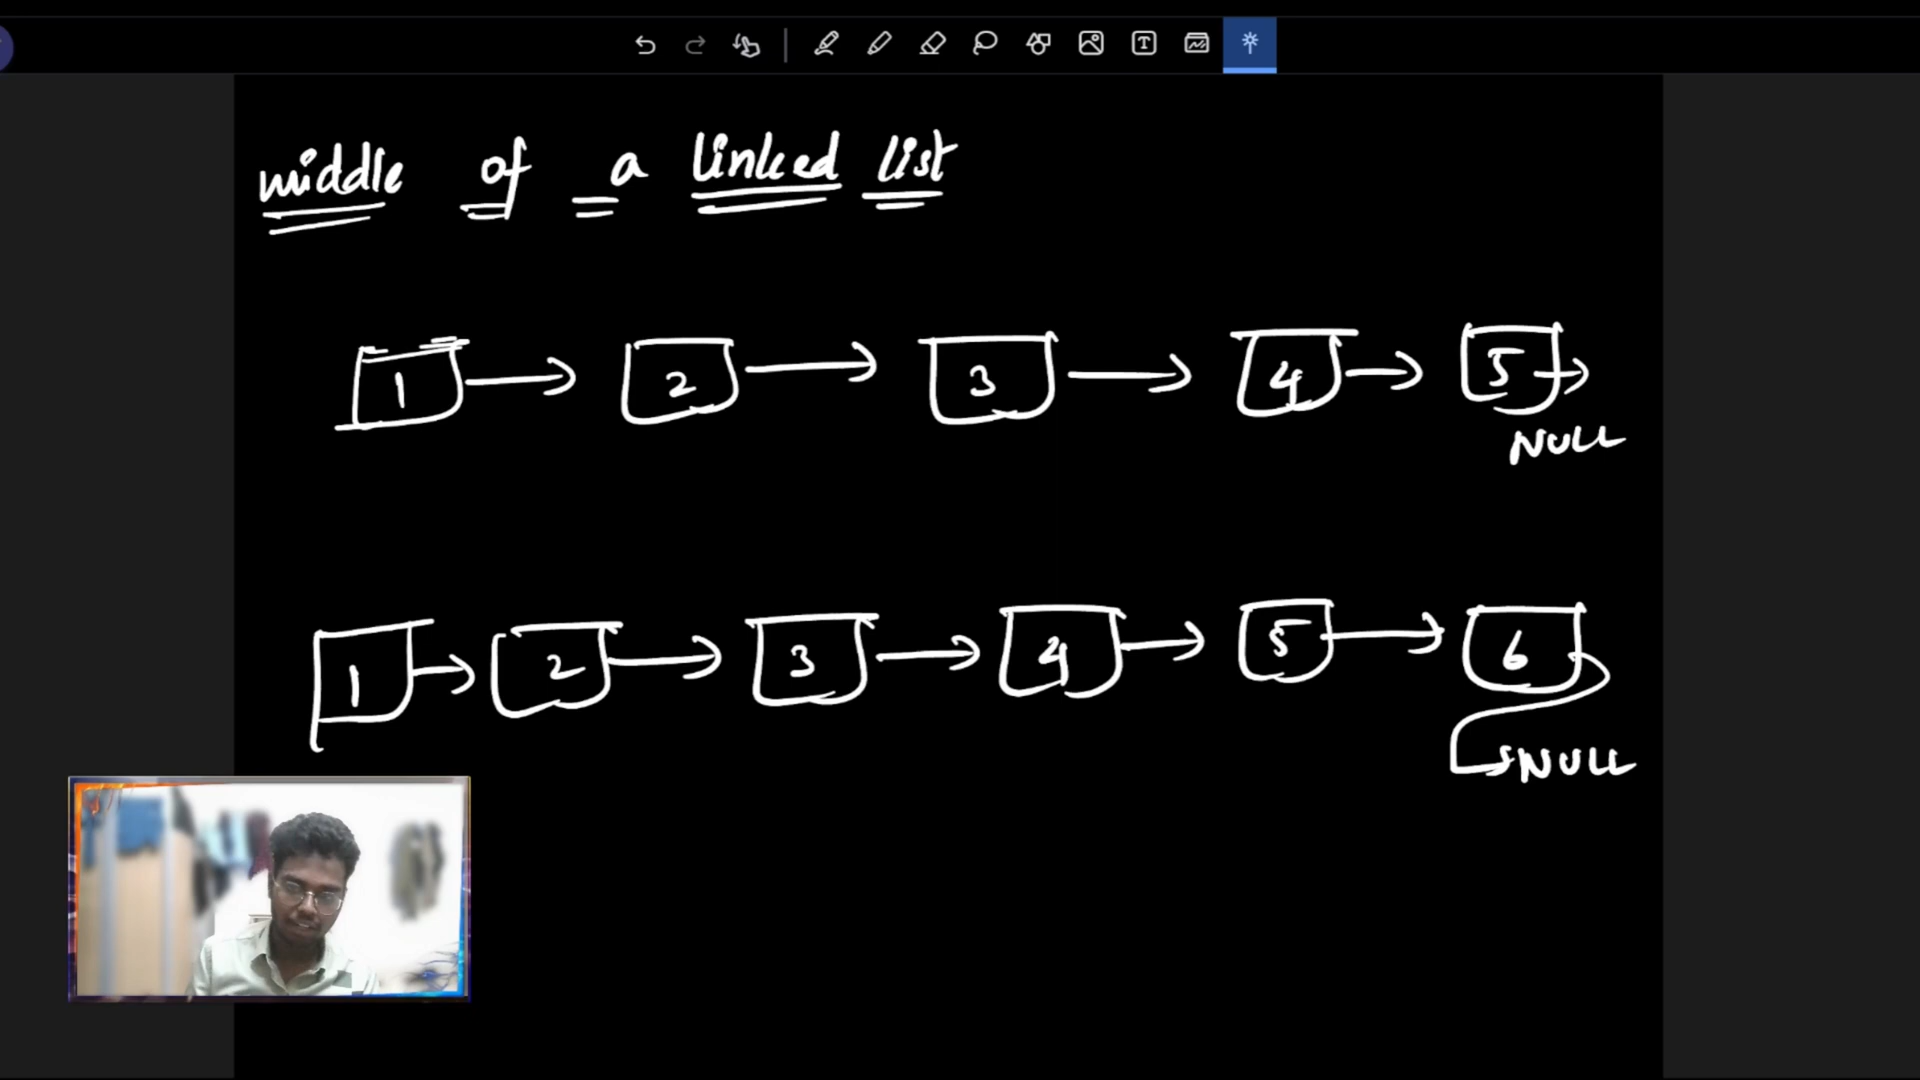 middle of a linked list
1 → 2 → 3 → 4 → 5 →
NULL
1 → 2 → 3 → 4 → 5 → 6
NULL